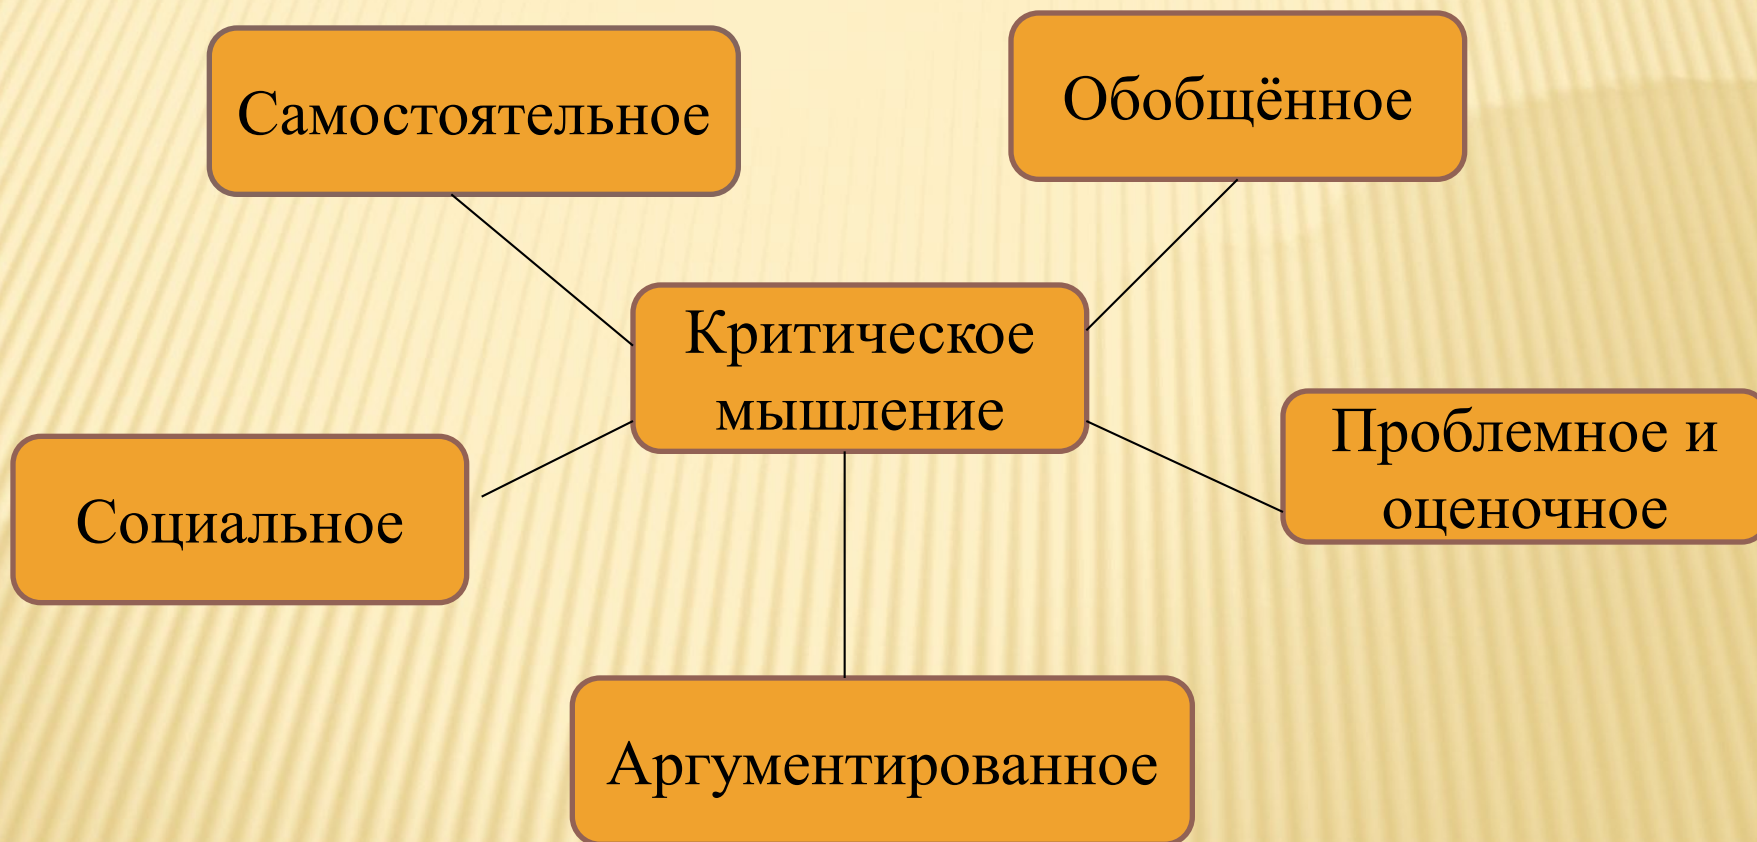 Самостоятельное
Обобщённое
Критическое
мышление
Социальное
Проблемное и
оценочное
Аргументированное